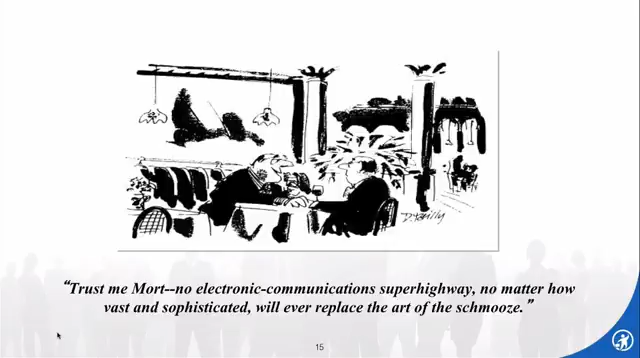 D. Reilly
“Trust me Mort--no electronic-communications superhighway, no matter how
vast and sophisticated, will ever replace the art of the schmooze.”
15